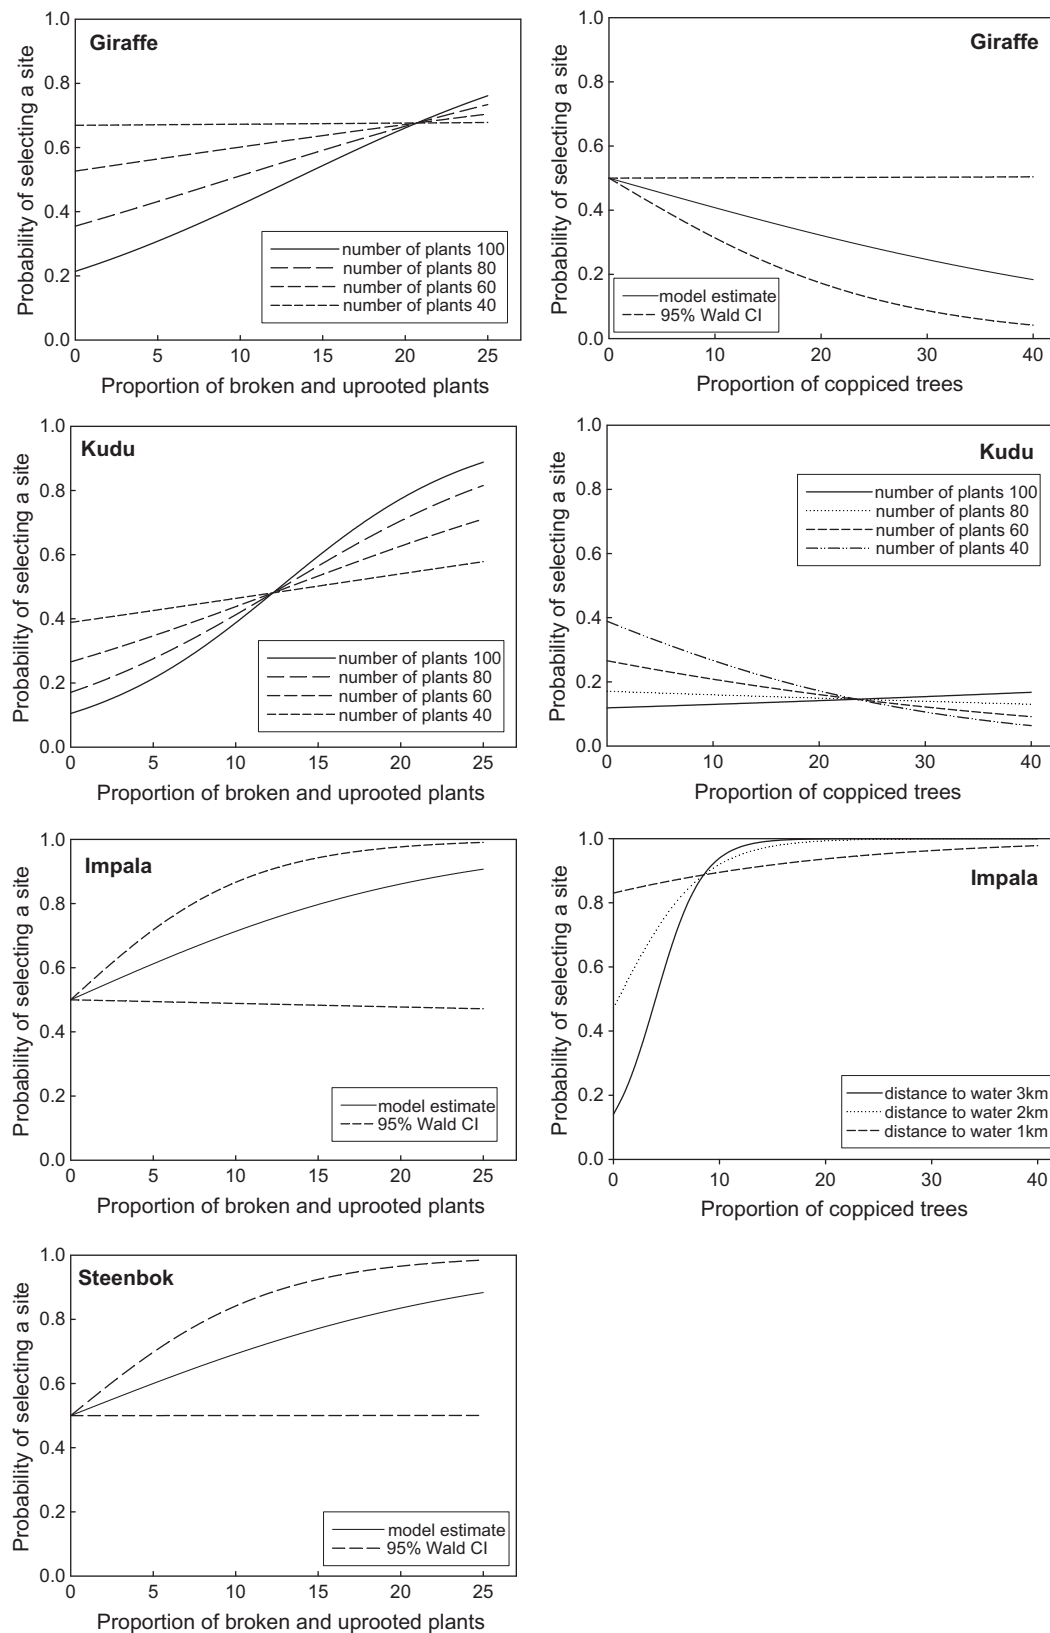 Giraffe
Probability of selecting a site
1.0
0.8
0.6
0.4
0.2
0.0
number of plants 100
number of plants 80
number of plants 60
number of plants 40
0 5 10 15 20 25
Proportion of broken and uprooted plants
Giraffe
Probability of selecting a site
1.0
0.8
0.6
0.4
0.2
0.0
model estimate
95% Wald CI
0 10 20 30 40
Proportion of coppiced trees
Kudu
Probability of selecting a site
1.0
0.8
0.6
0.4
0.2
0.0
number of plants 100
number of plants 80
number of plants 60
number of plants 40
0 5 10 15 20 25
Proportion of broken and uprooted plants
Kudu
Probability of selecting a site
1.0
0.8
0.6
0.4
0.2
0.0
number of plants 100
number of plants 80
number of plants 60
number of plants 40
0 10 20 30 40
Proportion of coppiced trees
Impala
Probability of selecting a site
1.0
0.8
0.6
0.4
0.2
0.0
model estimate
95% Wald CI
0 5 10 15 20 25
Proportion of broken and uprooted plants
Impala
Probability of selecting a site
1.0
0.8
0.6
0.4
0.2
0.0
distance to water 3km
distance to water 2km
distance to water 1km
0 10 20 30 40
Proportion of coppiced trees
Steenbok
Probability of selecting a site
1.0
0.8
0.6
0.4
0.2
0.0
model estimate
95% Wald CI
0 5 10 15 20 25
Proportion of broken and uprooted plants